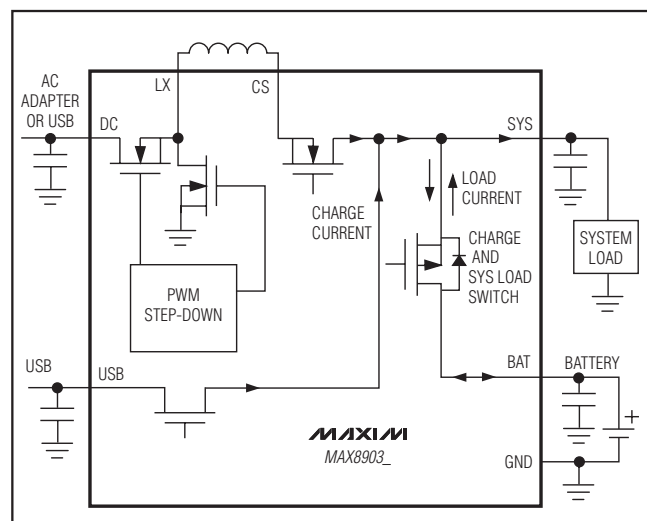 LX
CS
AC
ADAPTER
OR USB
DC
SYS
CHARGE
CURRENT
LOAD
CURRENT
CHARGE
AND
SYS LOAD
SWITCH
SYSTEM
LOAD
PWM
STEP-DOWN
USB
USB
BAT
BATTERY
+
MAXIM
MAX8903_
GND